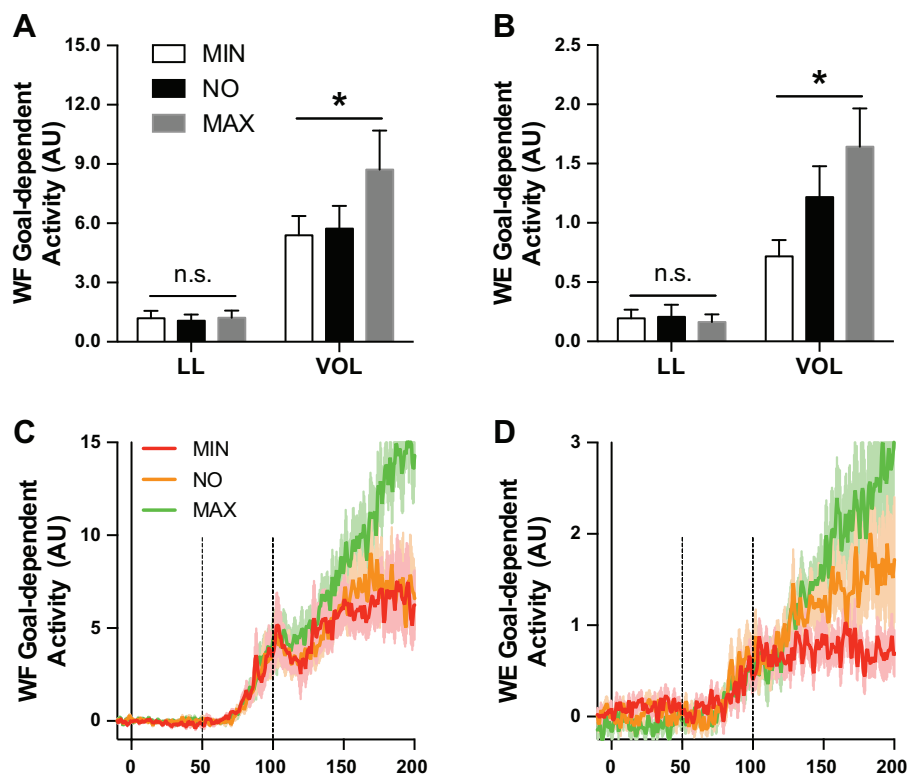 A
WF Goal-dependent
Activity (AU)
15.0
12.0
9.0
6.0
3.0
0.0
MIN
NO
MAX
n.s.
*
LL
VOL
B
WE Goal-dependent
Activity (AU)
2.5
2.0
1.5
1.0
0.5
0.0
n.s.
*
LL
VOL
C
WF Goal-dependent
Activity (AU)
15
10
5
0
MIN
NO
MAX
0
50
100
150
200
D
WE Goal-dependent
Activity (AU)
3
2
1
0
0
50
100
150
200